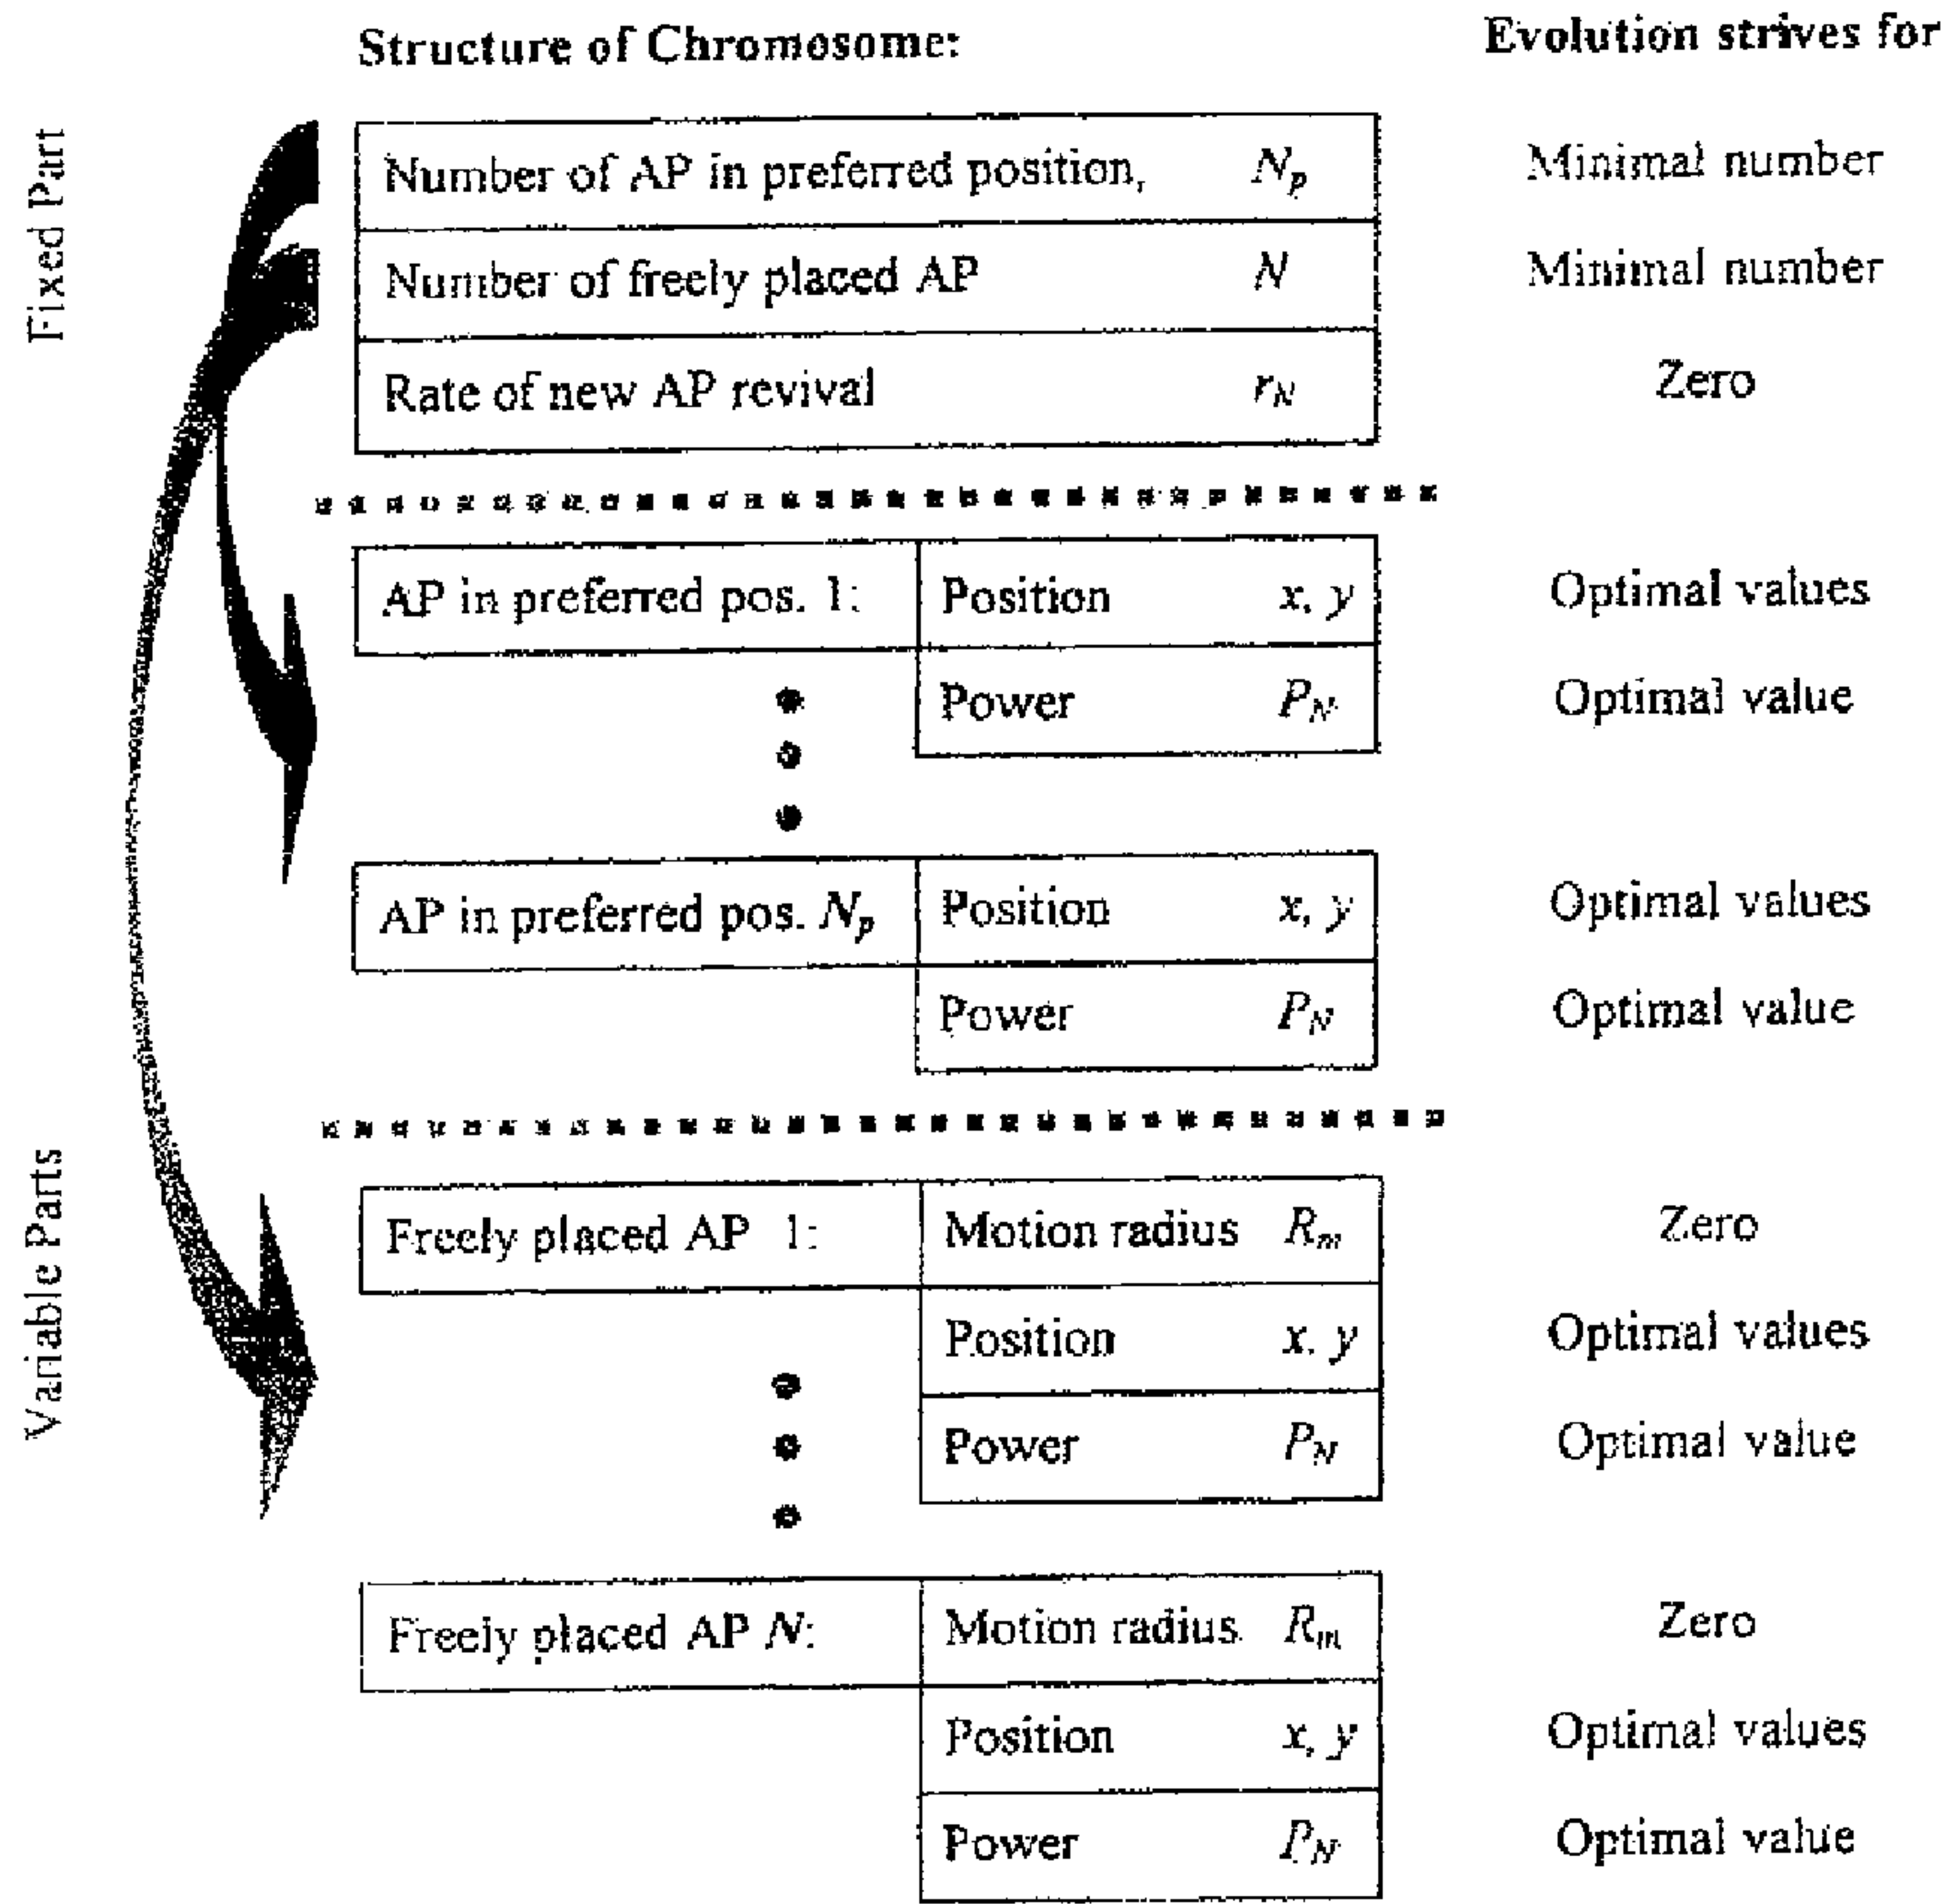 Structure of Chromosome: Evolution strives for
Fixed Part
Number of AP in preferred position, Np Minimal number
Number of freely placed AP N Minimal number
Rate of new AP revival rN Zero
AP in preferred pos. 1: Position x, y Optimal values
Power PN Optimal value
AP in preferred pos. Np Position x, y Optimal values
Power PN Optimal value
Variable Parts
Freely placed AP 1: Motion radius Rm Zero
Position x, y Optimal values
Power PN Optimal value
Freely placed AP N: Motion radius Rm Zero
Position x, y Optimal values
Power PN Optimal value